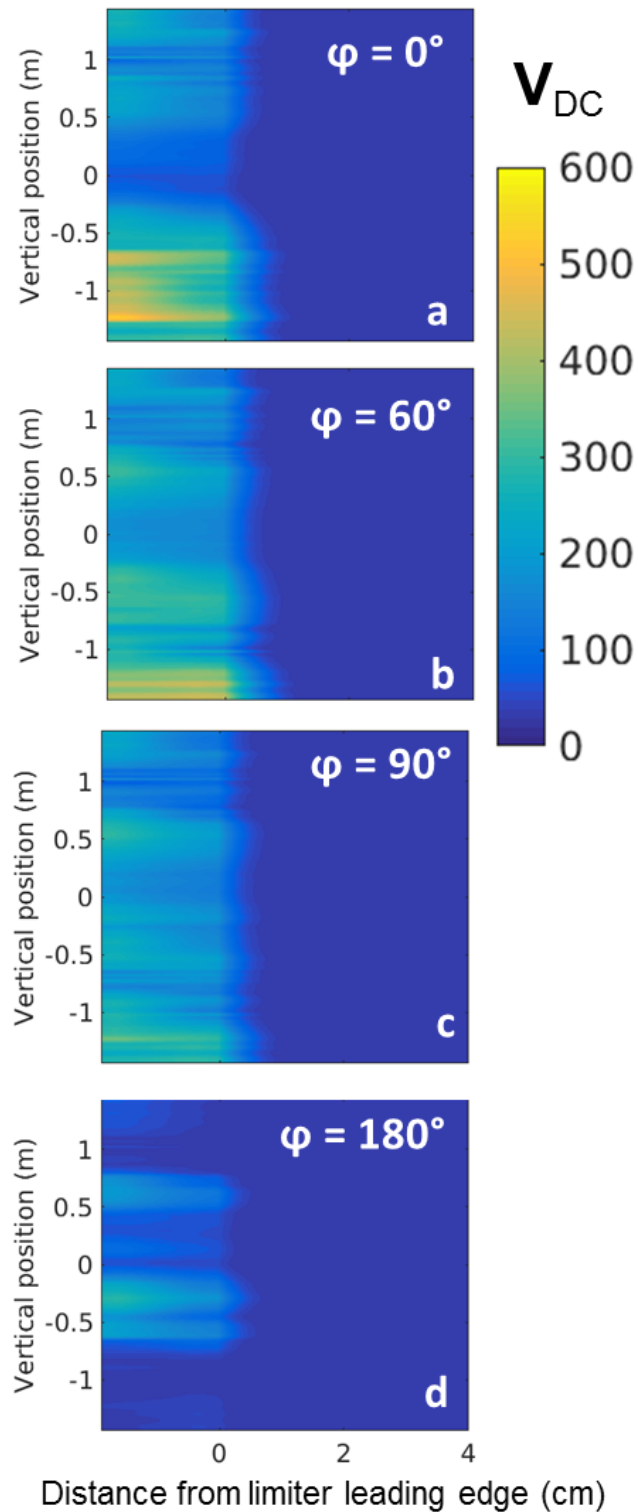 φ = 0°
V_DC
Vertical position (m)
1
0.5
0
-0.5
-1
a
600
500
400
300
200
100
0
φ = 60°
Vertical position (m)
1
0.5
0
-0.5
-1
b
φ = 90°
Vertical position (m)
1
0.5
0
-0.5
-1
c
φ = 180°
Vertical position (m)
1
0.5
0
-0.5
-1
d
0 2 4
Distance from limiter leading edge (cm)